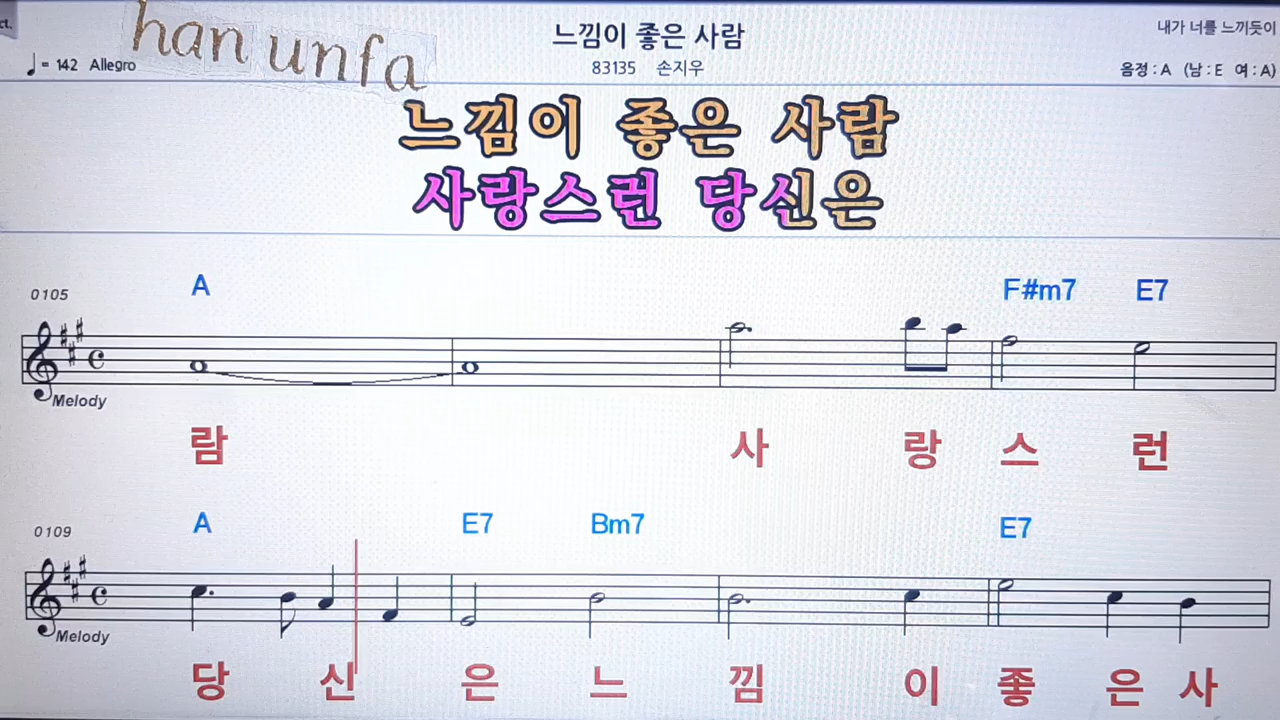 ct.
han unfa
느낌이 좋은 사람
내가 너를 느끼듯이
♩= 142 Allegro
83135 손지우
음정 : A (남 : E 여 : A)
느낌이 좋은 사람
사랑스런 당신은
0105
A F#m7 E7
Melody
람 사 랑 스 런
0109
A E7 Bm7 E7
Melody
당 신 은 느 낌 이 좋 은 사